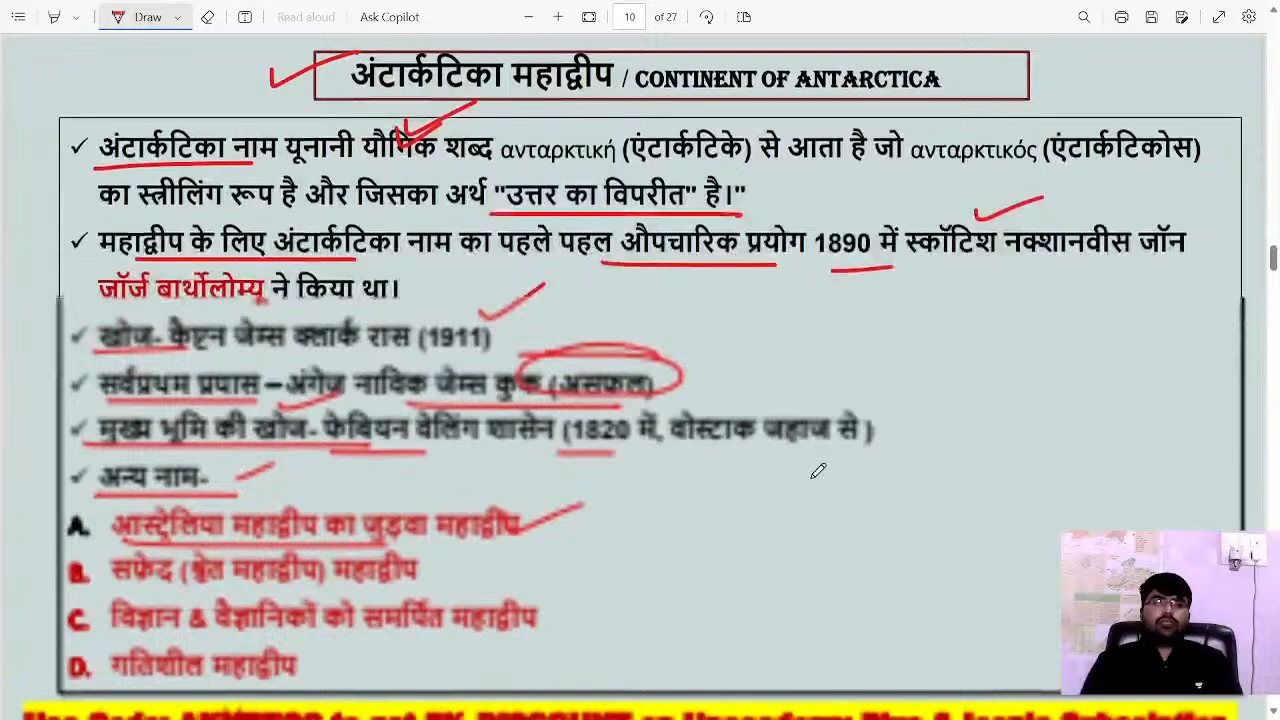 Draw
Read aloud
Ask Copilot
10 of 27
अंटार्कटिका महाद्वीप / CONTINENT OF ANTARCTICA
✓ अंटार्कटिका नाम यूनानी यौगिक शब्द ανταρκτική (एंटार्कटिके) से आता है जो ανταρκτικός (एंटार्कटिकोस)
का स्त्रीलिंग रूप है और जिसका अर्थ "उत्तर का विपरीत" है।"
✓ महाद्वीप के लिए अंटार्कटिका नाम का पहले पहल औपचारिक प्रयोग 1890 में स्कॉटिश नक्शानवीस जॉन
जॉर्ज बार्थोलोम्यू ने किया था।
✓ खोज- कैप्टन जेम्स क्लार्क रास (1911)
✓ सर्वप्रथम प्रयास – अंग्रेज नाविक जेम्स कुक (असफल)
✓ मुख्य भूमि की खोज- फेबियन वेलिंग शासेन (1820 में, वोस्टाक जहाज से )
✓ अन्य नाम-
A. आस्ट्रेलिया महाद्वीप का जुड़वा महाद्वीप
B. सफ़ेद (श्वेत महाद्वीप) महाद्वीप
C. विज्ञान & वैज्ञानिकों को समर्पित महाद्वीप
D. गतिशील महाद्वीप